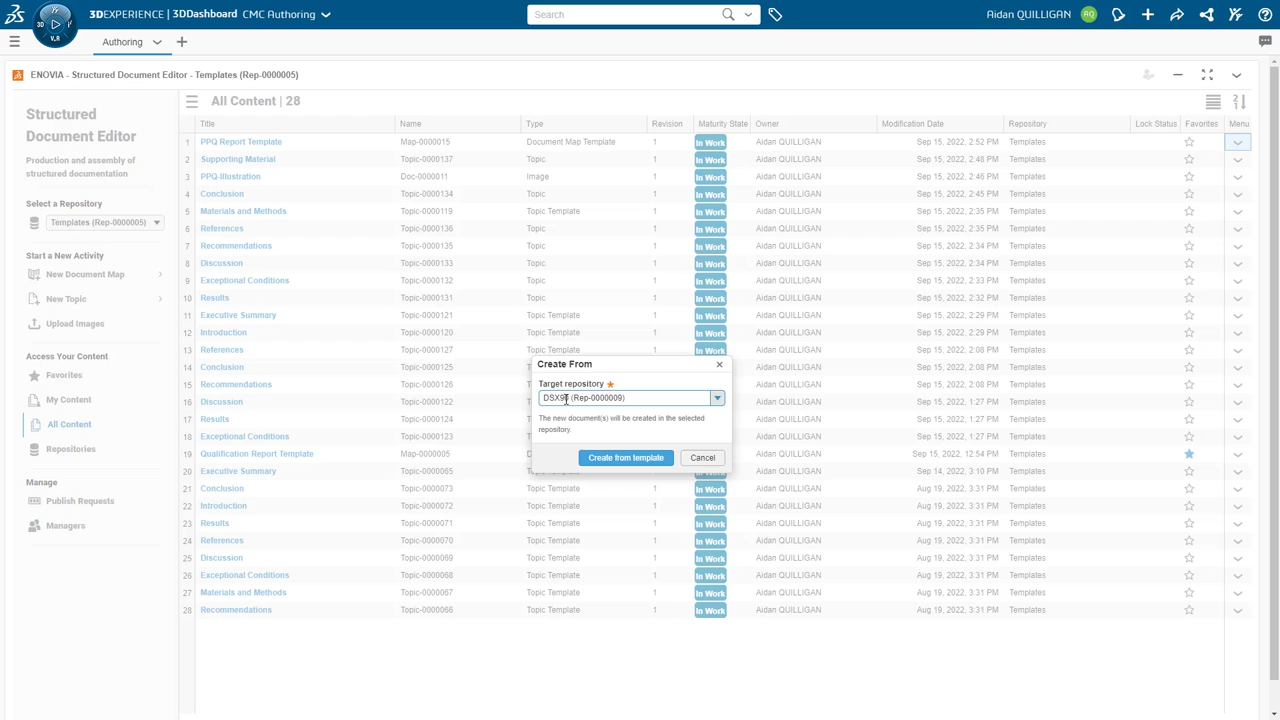 3DEXPERIENCE | 3DDashboard CMC Authoring
Search
Aidan QUILLIGAN AQ
3D V.R
Authoring
ENOVIA - Structured Document Editor - Templates (Rep-0000005)
Structured
Document Editor
Production and assembly of
structured documentation
Select a Repository
Templates (Rep-0000005)
Start a New Activity
New Document Map
New Topic
Upload Images
Access Your Content
Favorites
My Content
All Content
Repositories
Manage
Publish Requests
Managers
All Content | 28
Title Name Type Revision Maturity State Owner Modification Date Repository Lock Status Favorites Menu
1 PPQ Report Template Map-0000015 Document Map Template 1 In Work Aidan QUILLIGAN Sep 15, 2022, 2:52 PM Templates
2 Supporting Material Topic-0000137 Topic 1 In Work Aidan QUILLIGAN Sep 15, 2022, 2:48 PM Templates
3 PPQ-Illustration Doc-0000011 Image 1 In Work Aidan QUILLIGAN Sep 15, 2022, 2:46 PM Templates
4 Conclusion Topic-0000134 Topic 1 In Work Aidan QUILLIGAN Sep 15, 2022, 2:45 PM Templates
5 Materials and Methods Topic-0000119 Topic Template 1 In Work Aidan QUILLIGAN Sep 15, 2022, 2:35 PM Templates
6 References Topic-0000136 Topic 1 In Work Aidan QUILLIGAN Sep 15, 2022, 2:35 PM Templates
7 Recommendations Topic-0000135 Topic 1 In Work Aidan QUILLIGAN Sep 15, 2022, 2:34 PM Templates
8 Discussion Topic-0000133 Topic 1 In Work Aidan QUILLIGAN Sep 15, 2022, 2:34 PM Templates
9 Exceptional Conditions Topic-0000132 Topic 1 In Work Aidan QUILLIGAN Sep 15, 2022, 2:33 PM Templates
10 Results Topic-0000131 Topic 1 In Work Aidan QUILLIGAN Sep 15, 2022, 2:32 PM Templates
11 Executive Summary Topic-0000121 Topic Template 1 In Work Aidan QUILLIGAN Sep 15, 2022, 2:29 PM Templates
12 Introduction Topic-0000120 Topic Template 1 In Work Aidan QUILLIGAN Sep 15, 2022, 2:29 PM Templates
13 References Topic-0000127 Topic Template 1 In Work Aidan QUILLIGAN Sep 15, 2022, 2:08 PM Templates
14 Conclusion Topic-0000125 Aidan QUILLIGAN Sep 15, 2022, 2:08 PM Templates
15 Recommendations Topic-0000126 Aidan QUILLIGAN Sep 15, 2022, 2:08 PM Templates
16 Discussion Topic-0000122 Aidan QUILLIGAN Sep 15, 2022, 1:27 PM Templates
17 Results Topic-0000124 Aidan QUILLIGAN Sep 15, 2022, 1:27 PM Templates
18 Exceptional Conditions Topic-0000123 Aidan QUILLIGAN Sep 15, 2022, 1:27 PM Templates
19 Qualification Report Template Map-0000005 Aidan QUILLIGAN Sep 15, 2022, 12:54 PM Templates
20 Executive Summary Topic-0000065 Aidan QUILLIGAN Sep 14, 2022, 3:10 PM Templates
21 Conclusion Topic-0000073 Topic Template 1 In Work Aidan QUILLIGAN Aug 19, 2022, 3:31 PM Templates
22 Introduction Topic-0000072 Topic Template 1 In Work Aidan QUILLIGAN Aug 19, 2022, 3:31 PM Templates
23 Results Topic-0000071 Topic Template 1 In Work Aidan QUILLIGAN Aug 19, 2022, 3:31 PM Templates
24 References Topic-0000070 Topic Template 1 In Work Aidan QUILLIGAN Aug 19, 2022, 3:31 PM Templates
25 Discussion Topic-0000069 Topic Template 1 In Work Aidan QUILLIGAN Aug 19, 2022, 3:31 PM Templates
26 Exceptional Conditions Topic-0000068 Topic Template 1 In Work Aidan QUILLIGAN Aug 19, 2022, 3:31 PM Templates
27 Materials and Methods Topic-0000067 Topic Template 1 In Work Aidan QUILLIGAN Aug 19, 2022, 3:31 PM Templates
28 Recommendations Topic-0000066 Topic Template 1 In Work Aidan QUILLIGAN Aug 19, 2022, 3:31 PM Templates
Create From
Target repository
(Rep-0000009)
The new document(s) will be created in the selected
repository.
Create from template Cancel